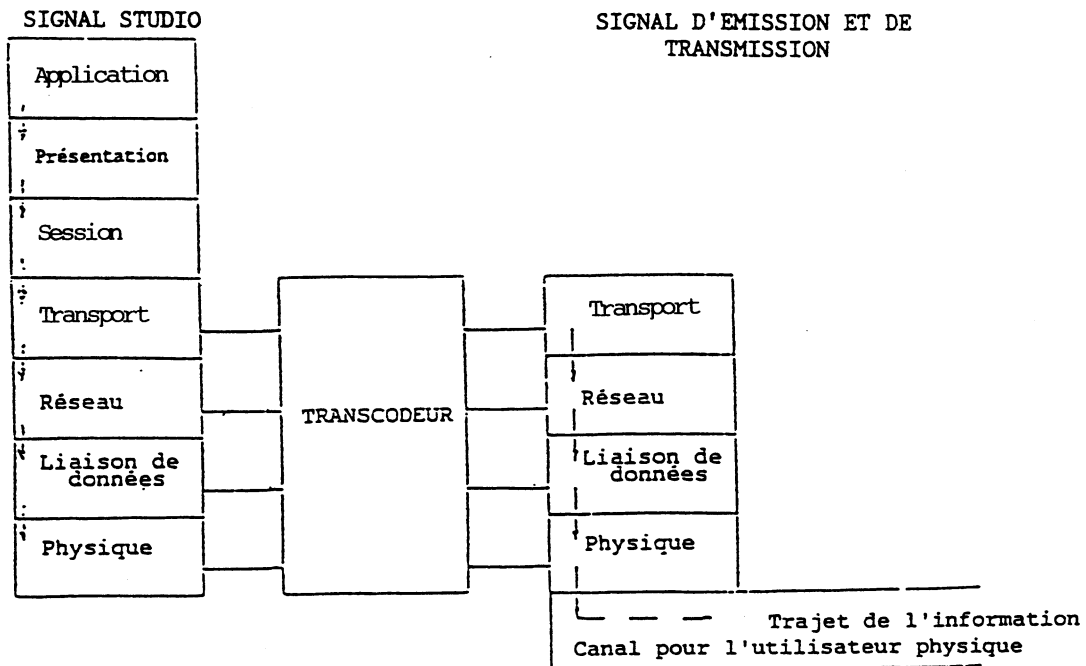 SIGNAL STUDIO
SIGNAL D'EMISSION ET DE
TRANSMISSION
Application
Présentation
Session
Transport
Réseau
Liaison de
données
Physique
TRANSCODEUR
Transport
Réseau
Liaison de
données
Physique
Trajet de l'information
Canal pour l'utilisateur physique